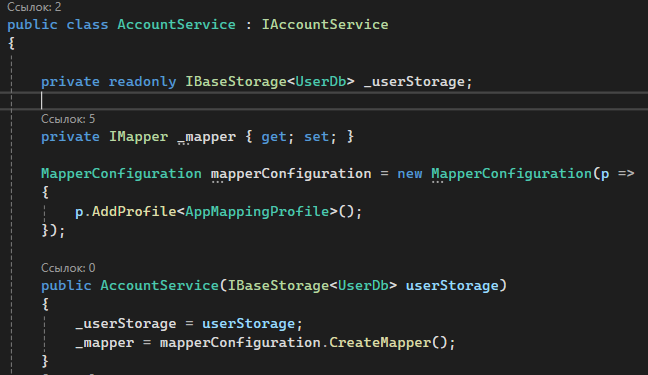 Ссылок: 2
public class AccountService : IAccountService
{
private readonly IBaseStorage<UserDb> _userStorage;
Ссылок: 5
private IMapper _mapper { get; set; }
MapperConfiguration mapperConfiguration = new MapperConfiguration(p =>
{
p.AddProfile<AppMappingProfile>();
});
Ссылок: 0
public AccountService(IBaseStorage<UserDb> userStorage)
{
_userStorage = userStorage;
_mapper = mapperConfiguration.CreateMapper();
}